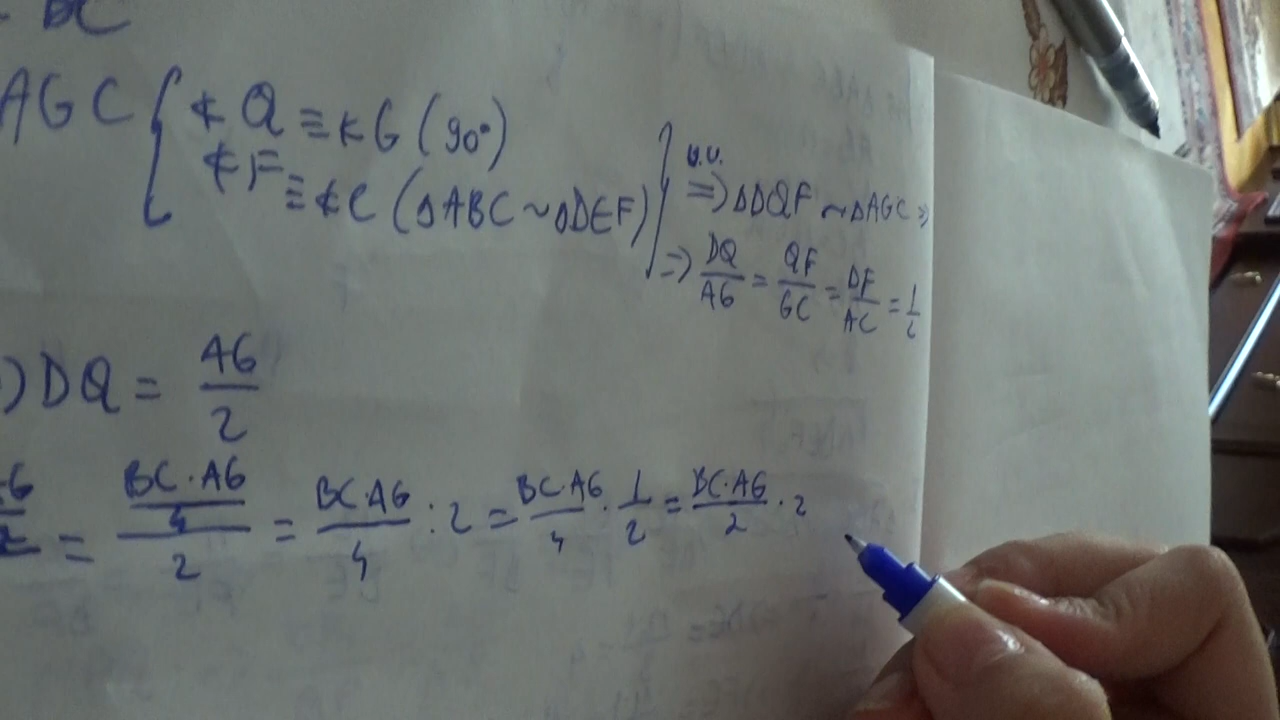 BC
AGC { ∢Q ≡ ∢G (90°)
∢F ≡ ∢C (ΔABC ~ ΔDEF) } U.U. ⇒ ΔDQF ~ ΔAGC ⇒
⇒ DQ/AG = QF/GC = DF/AC = 1/2
) DQ = AG/2
= BC·AG/4/2 = BC·AG/4 : 2 = BC·AG/4 · 1/2 = BC·AG/2 · 2